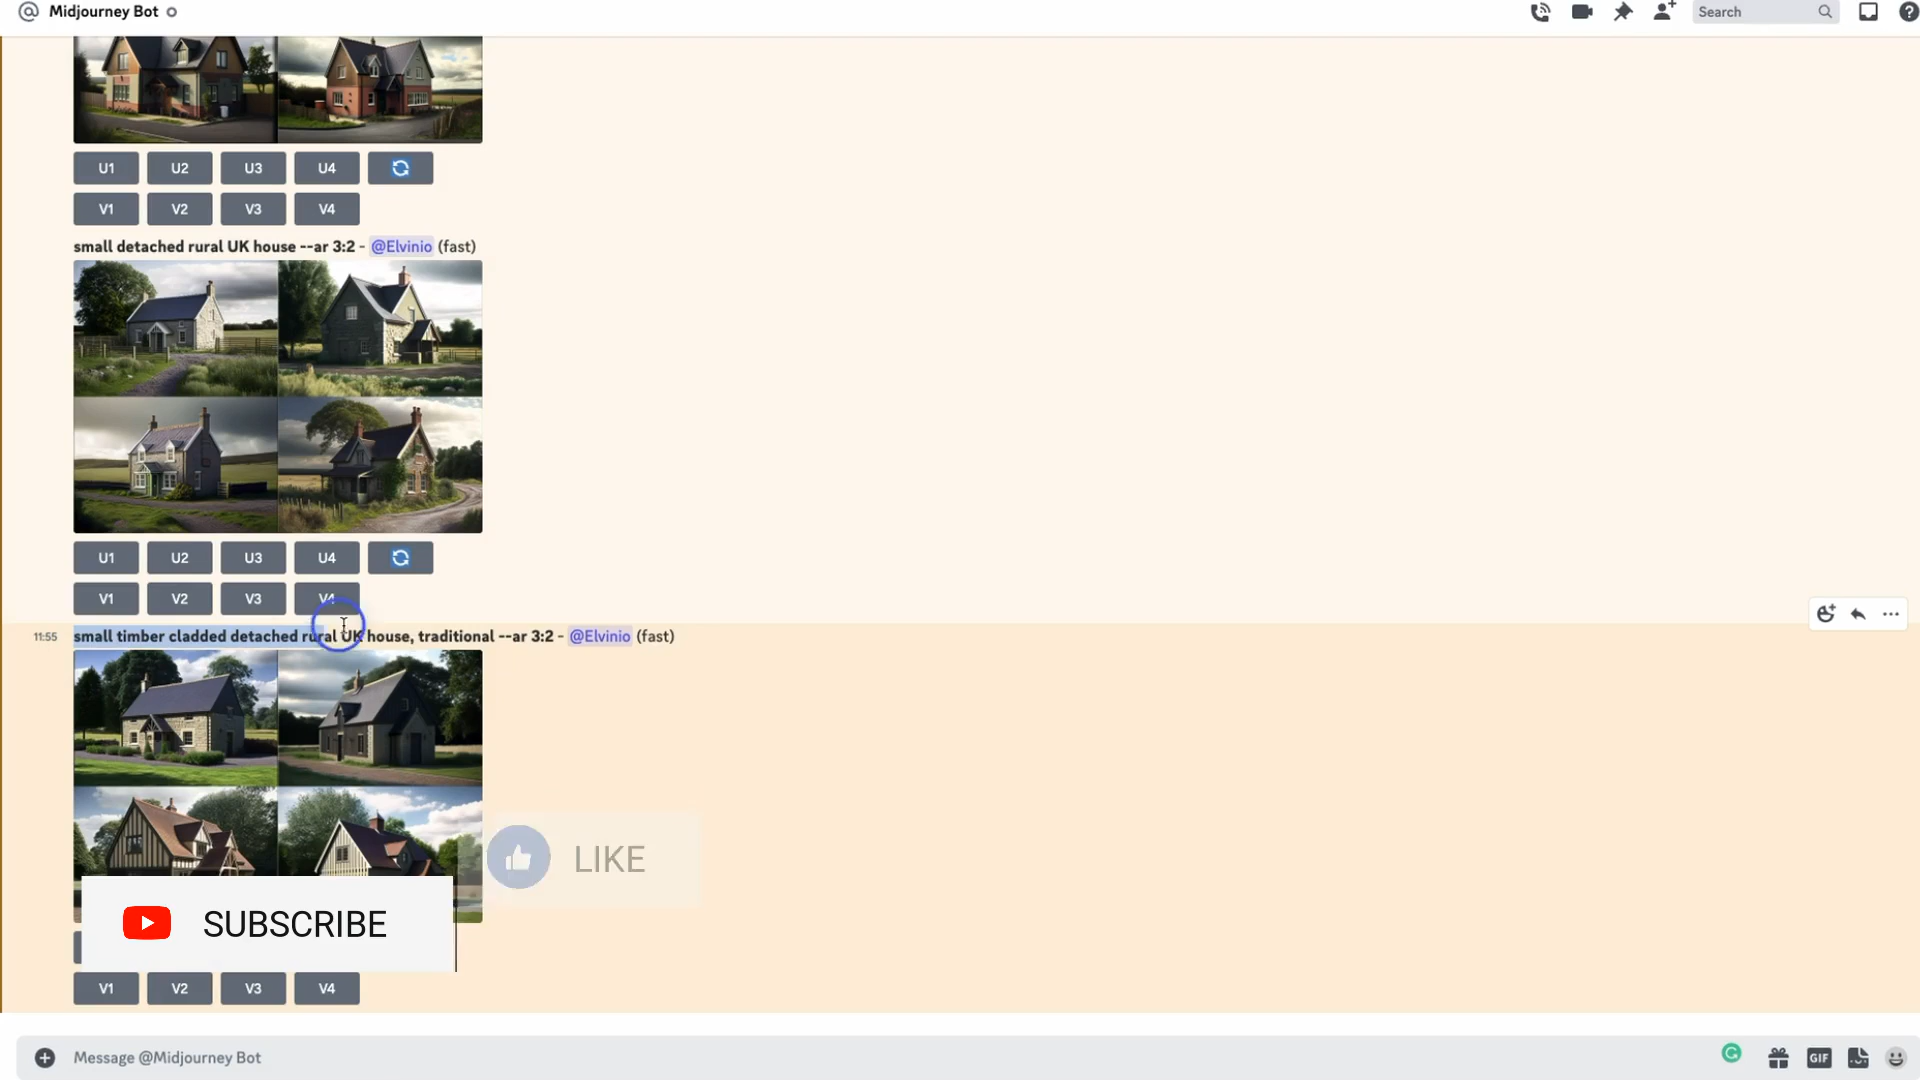 Midjourney Bot
Search
U1 U2 U3 U4
V1 V2 V3 V4
small detached rural UK house --ar 3:2 - @Elvinio (fast)
U1 U2 U3 U4
V1 V2 V3 V4
11:55 small timber cladded detached rural UK house, traditional --ar 3:2 - @Elvinio (fast)
LIKE
SUBSCRIBE
V1 V2 V3 V4
Message @Midjourney Bot
GIF